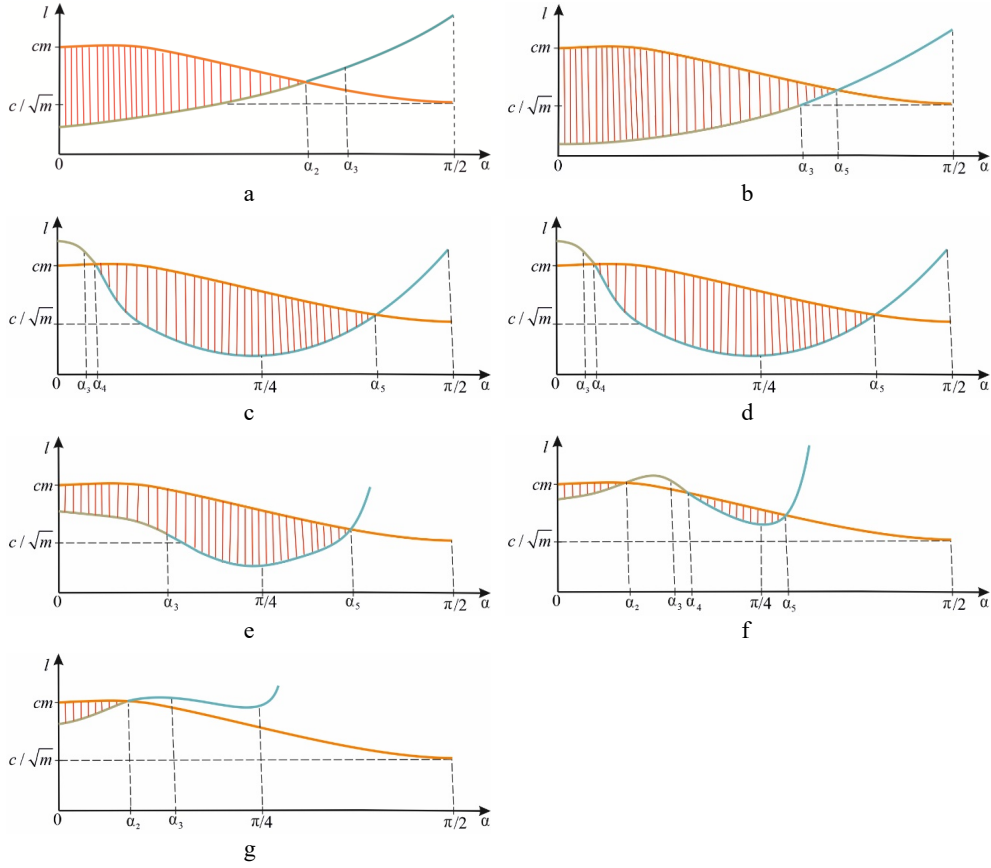 l
cm
c / √m
0
α₂
α₃
π/2
α
a
l
cm
c / √m
0
α₃
α₅
π/2
α
b
l
cm
c / √m
0
α₃
α₄
π/4
α₅
π/2
α
c
l
cm
c / √m
0
α₃
α₄
π/4
α₅
π/2
α
d
l
cm
c / √m
0
α₃
π/4
α₅
π/2
α
e
l
cm
c / √m
0
α₂
α₃
α₄
π/4
α₅
π/2
α
f
l
cm
c / √m
0
α₂
α₃
π/4
π/2
α
g